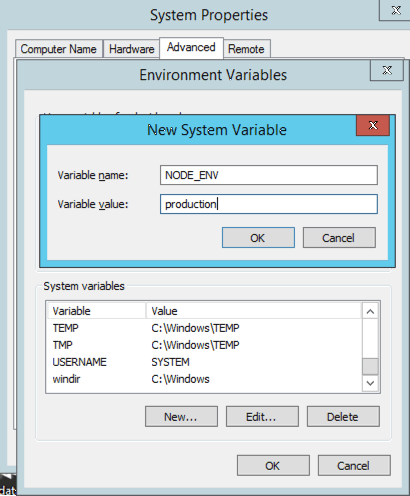 System Properties
Computer Name Hardware Advanced Remote
Environment Variables
New System Variable
Variable name: NODE_ENV
Variable value: production
OK Cancel
System variables
Variable Value
TEMP C:\Windows\TEMP
TMP C:\Windows\TEMP
USERNAME SYSTEM
windir C:\Windows
New... Edit... Delete
OK Cancel
dat